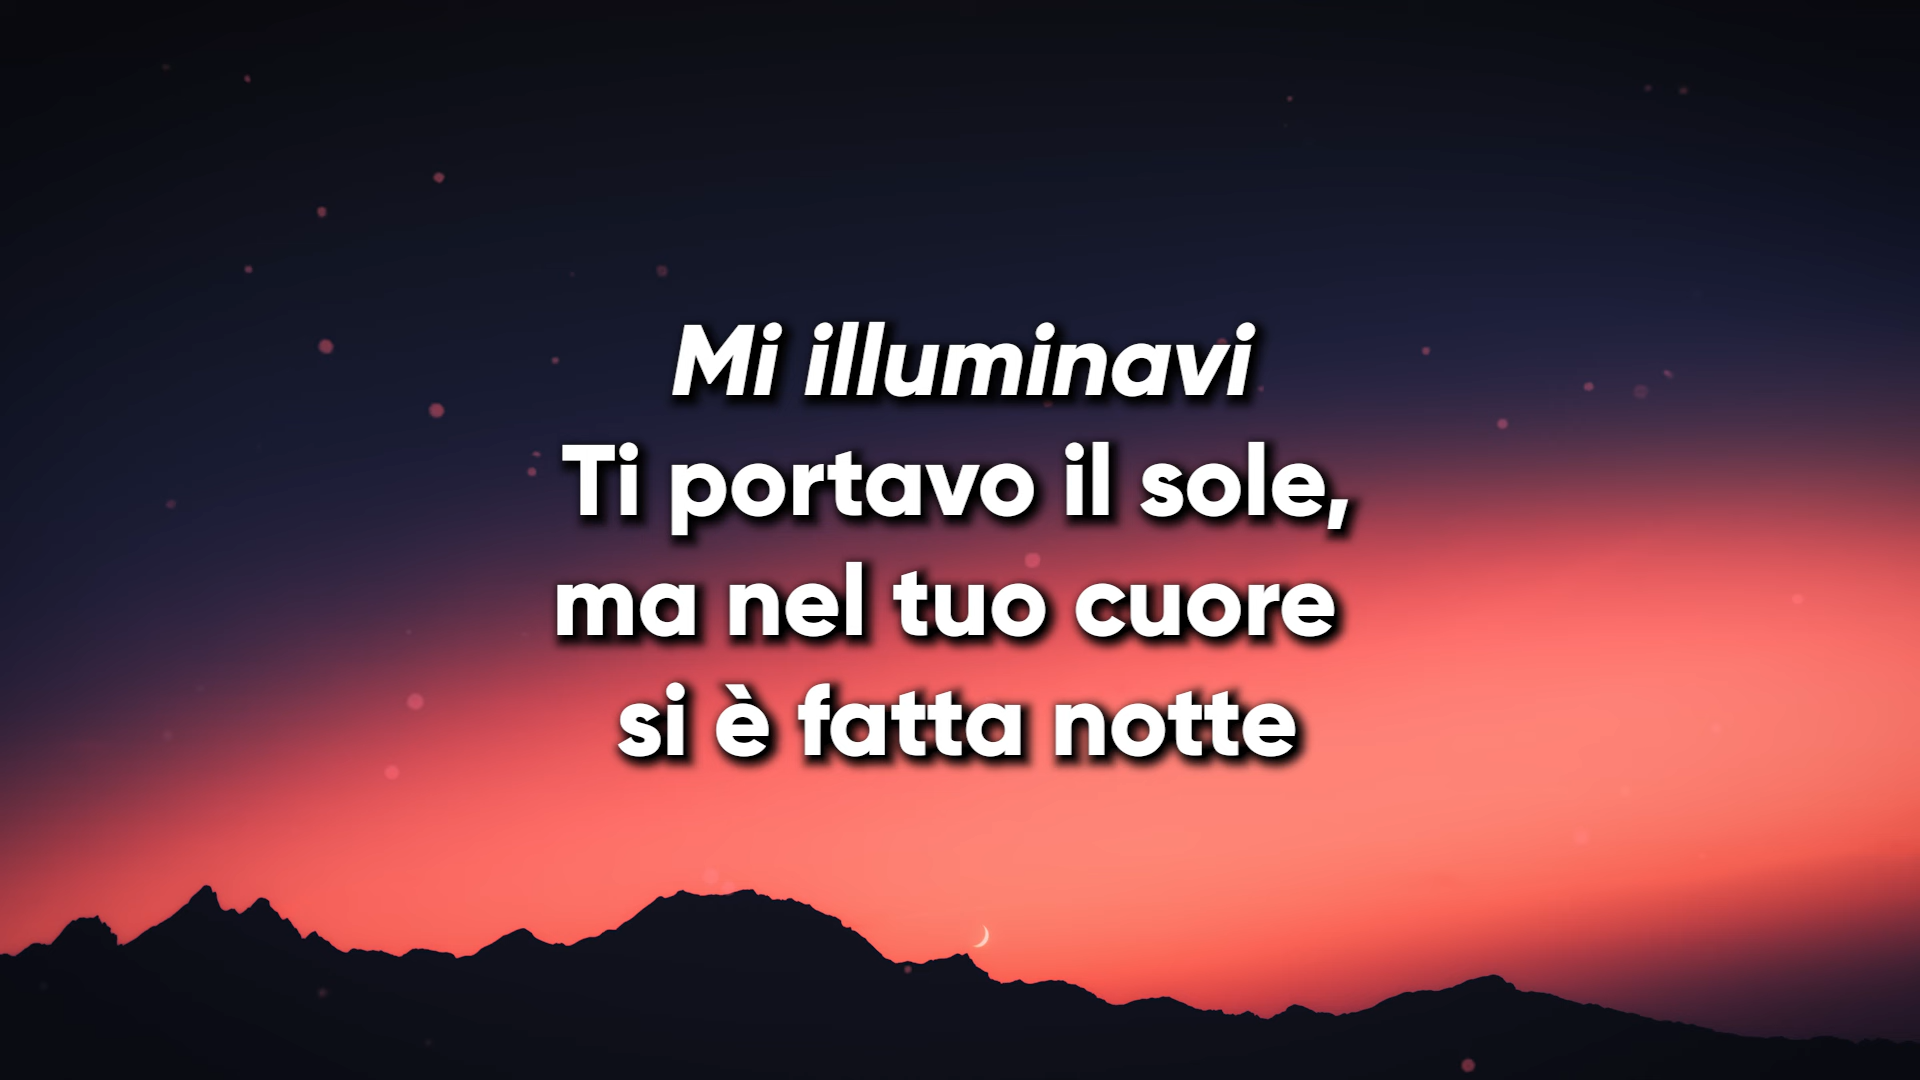 Mi illuminavi
Ti portavo il sole,
ma nel tuo cuore
si è fatta notte